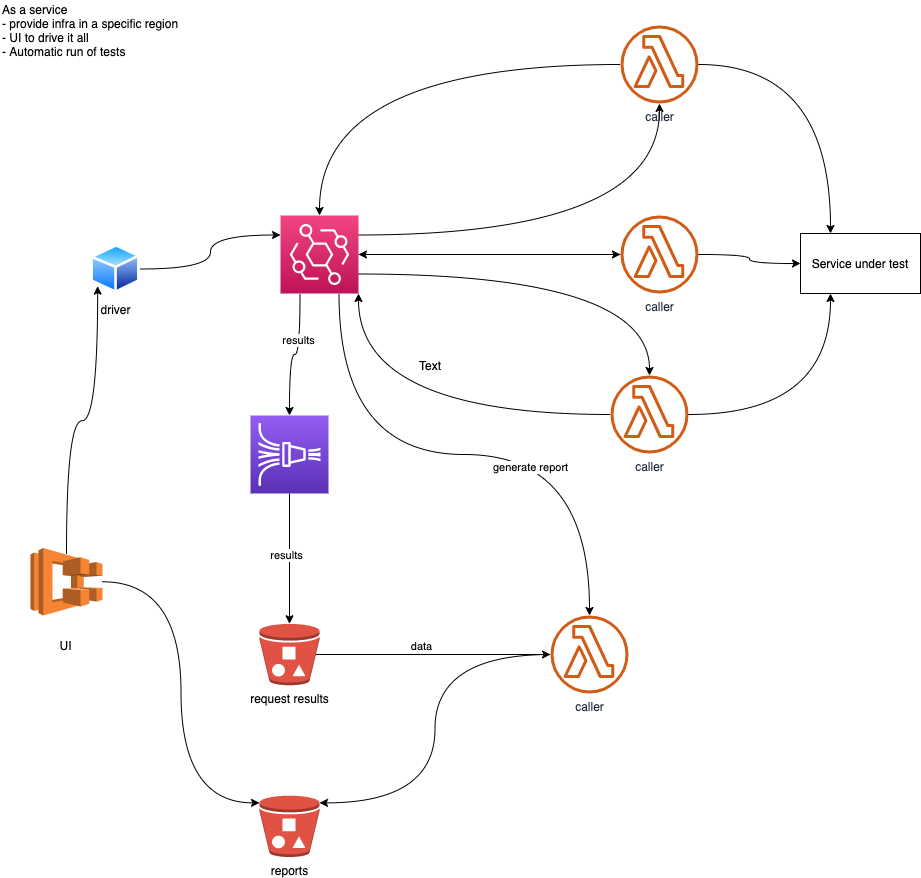 As a service
- provide infra in a specific region
- UI to drive it all
- Automatic run of tests
caller
caller
Service under test
driver
results
Text
caller
generate report
results
UI
data
request results
caller
reports